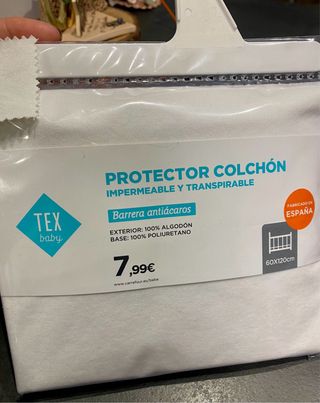 PROTECTOR COLCHÓN
IMPERMEABLE Y TRANSPIRABLE
TEX
baby
Barrera antiácaros
EXTERIOR: 100% ALGODÓN
BASE: 100% POLIURETANO
FABRICADO EN
ESPAÑA
7,99€
60X120cm
www.carrefour.es/bebe